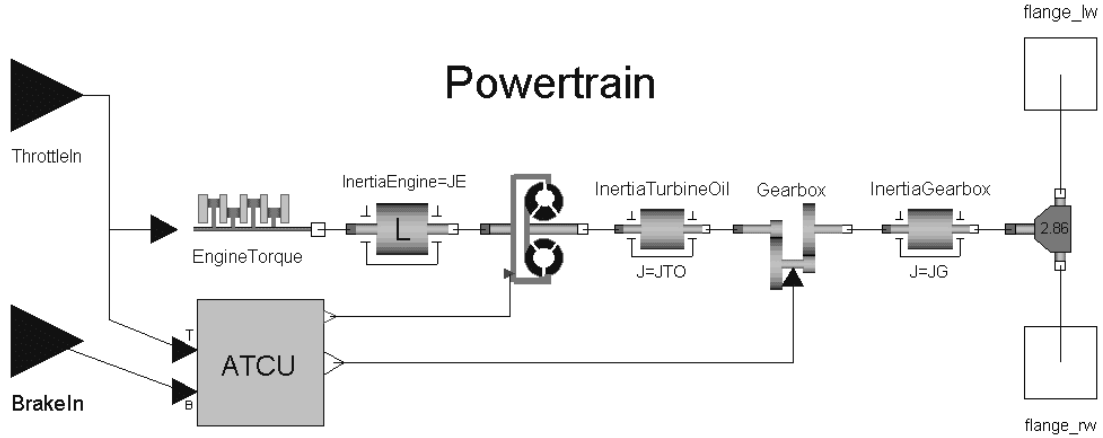 flange_lw
Powertrain
ThrottleIn
InertiaEngine=JE
InertiaTurbineOil
Gearbox
InertiaGearbox
L
2.86
EngineTorque
J=JTO
J=JG
T
ATCU
B
BrakeIn
flange_rw